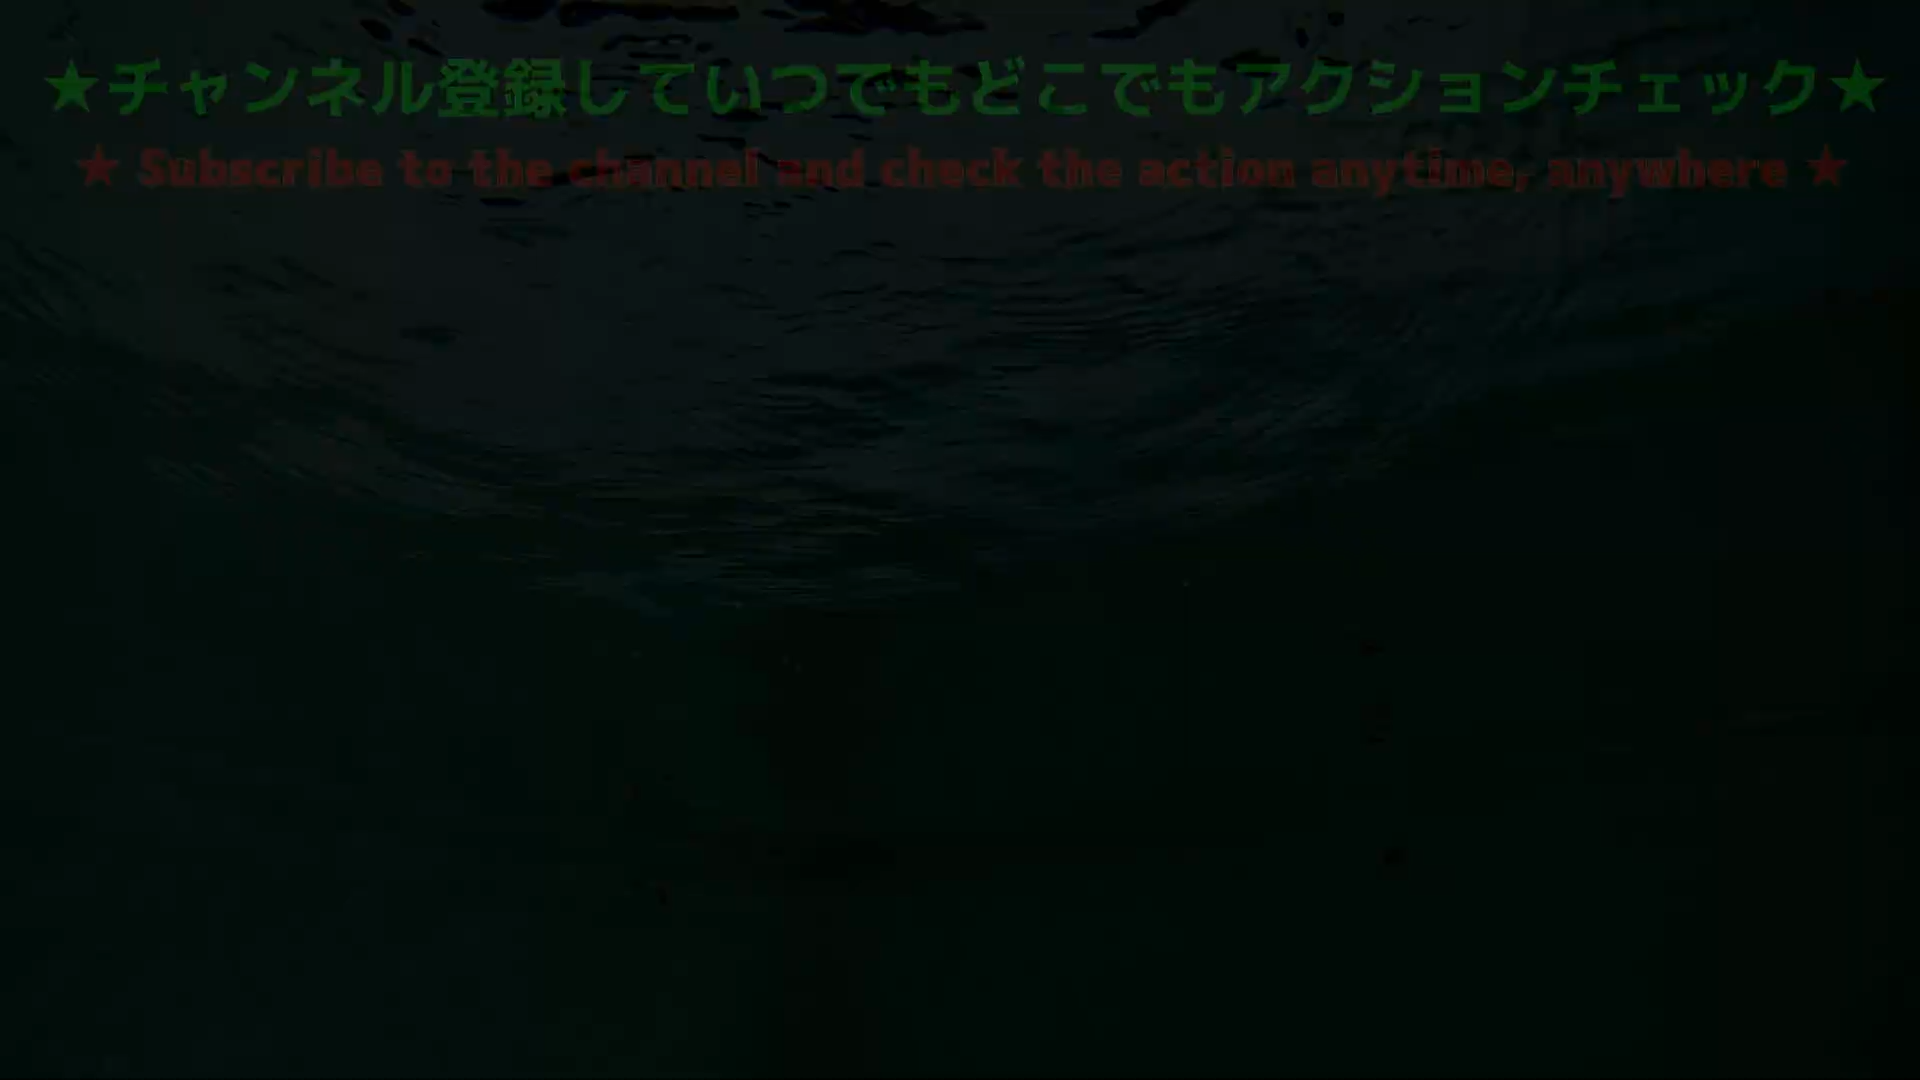 ★チャンネル登録していつでもどこでもアクションチェック★
★ Subscribe to the channel and check the action anytime, anywhere ★